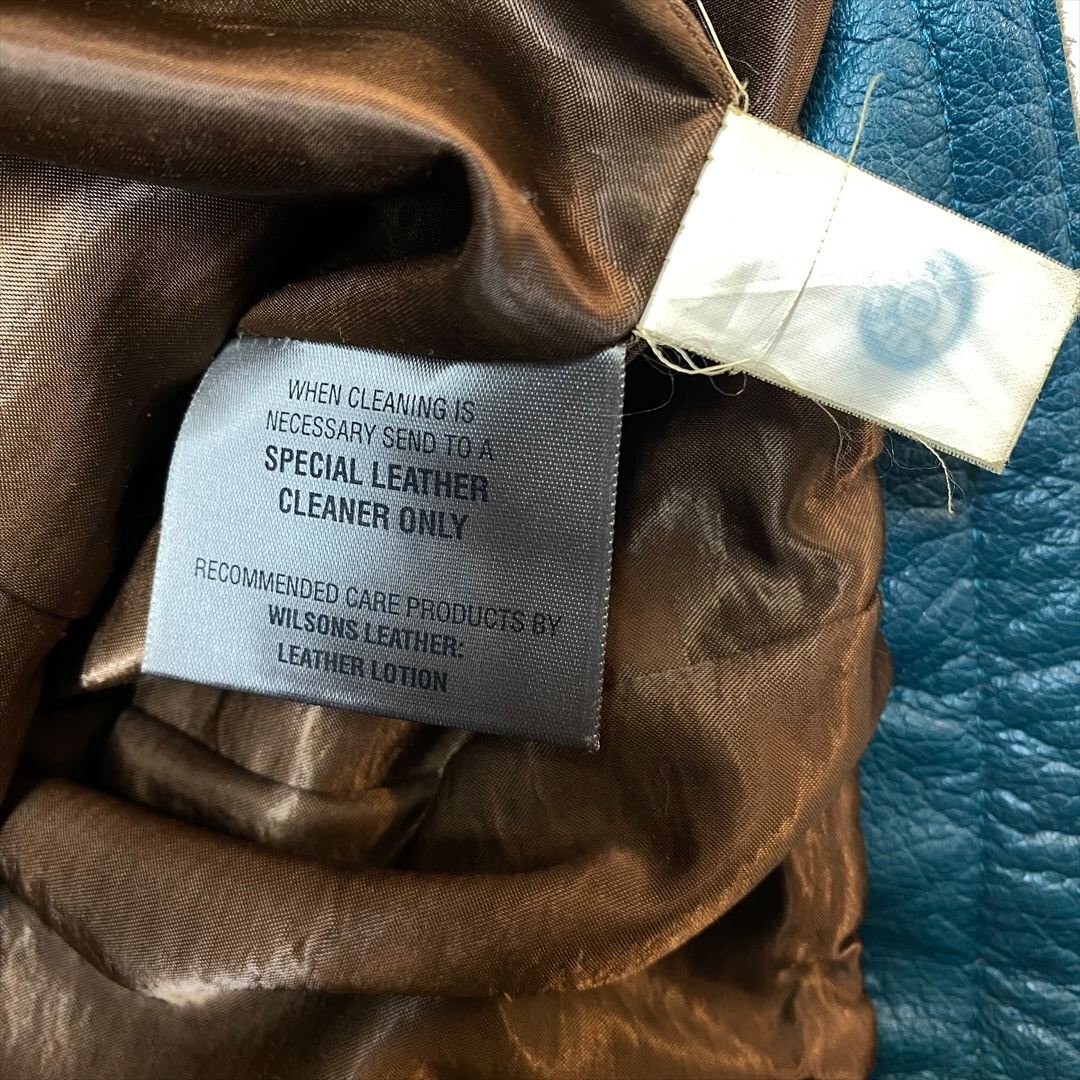 WHEN CLEANING IS
NECESSARY SEND TO A
SPECIAL LEATHER
CLEANER ONLY
RECOMMENDED CARE PRODUCTS BY
WILSONS LEATHER:
LEATHER LOTION